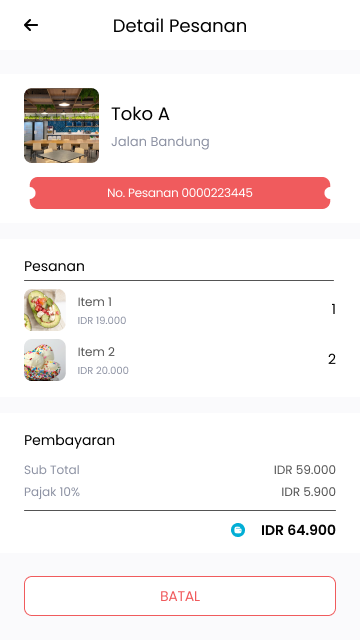 Detail Pesanan
Toko A
Jalan Bandung
No. Pesanan 0000223445
Pesanan
Item 1
IDR 19.000
1
Item 2
IDR 20.000
2
Pembayaran
Sub Total IDR 59.000
Pajak 10% IDR 5.900
IDR 64.900
BATAL